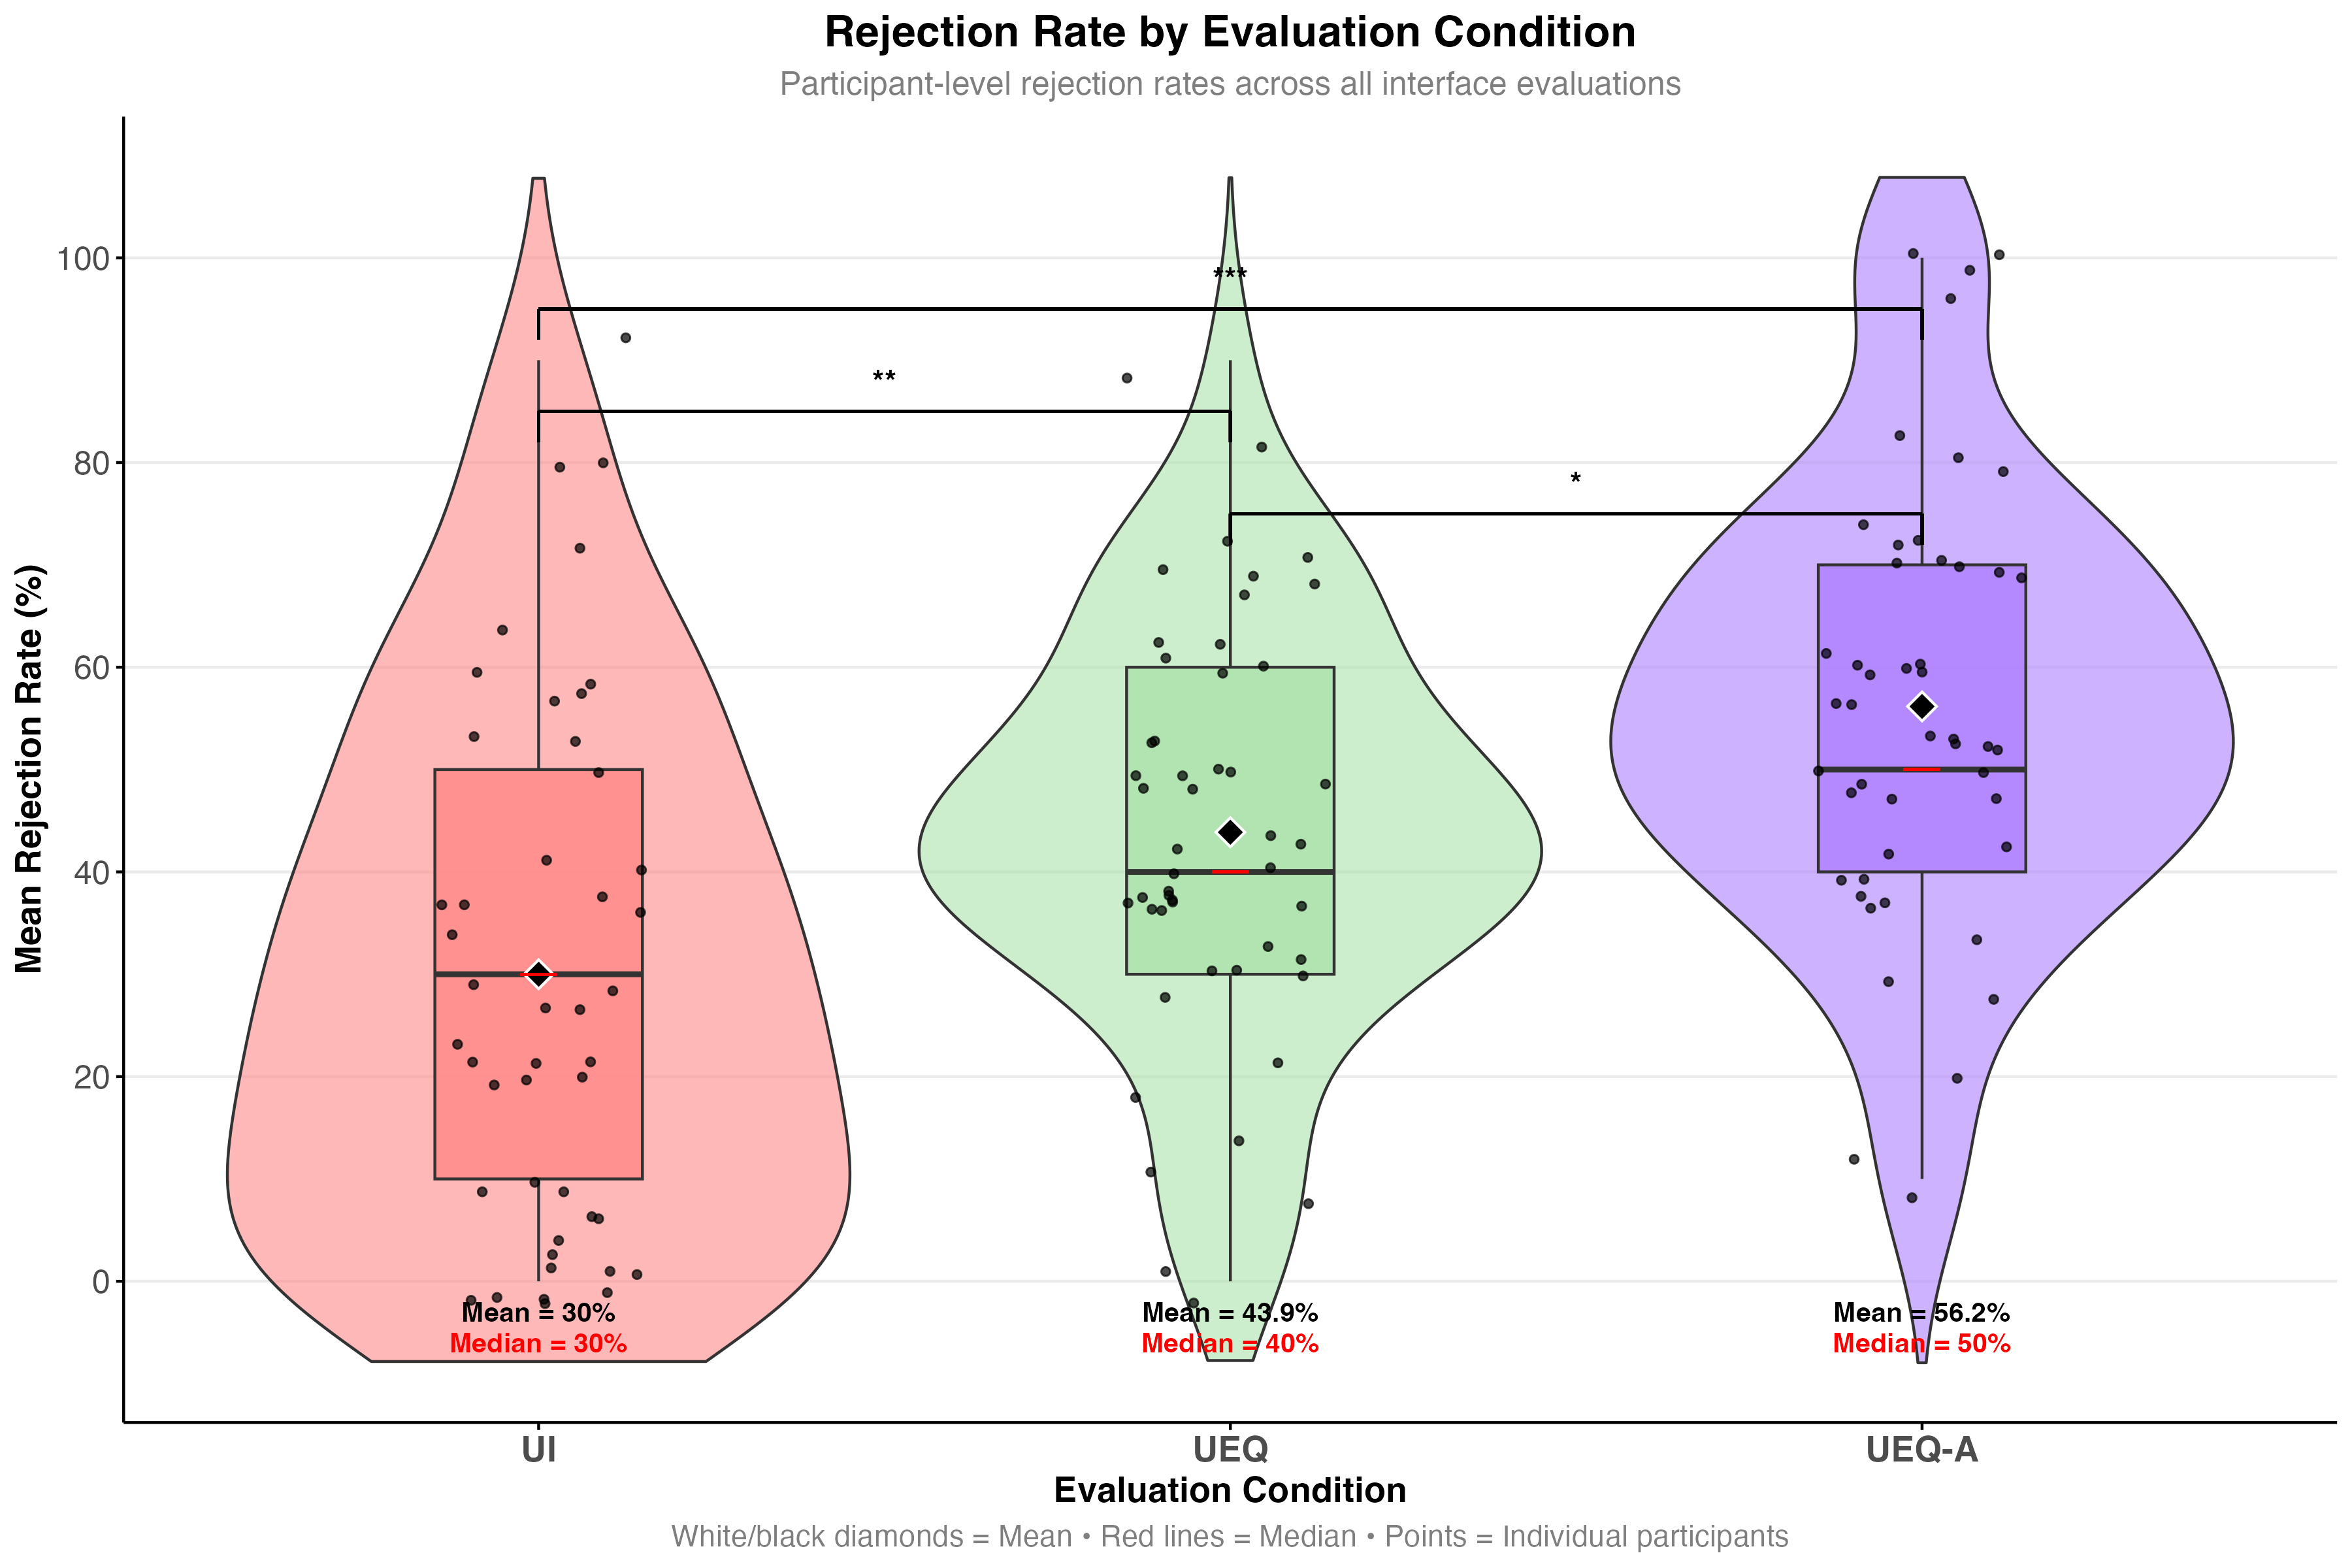 Rejection Rate by Evaluation Condition
Participant-level rejection rates across all interface evaluations
Mean Rejection Rate (%)
100
80
60
40
20
0
***
**
*
Mean = 30%
Median = 30%
Mean = 43.9%
Median = 40%
Mean = 56.2%
Median = 50%
UI
UEQ
UEQ-A
Evaluation Condition
White/black diamonds = Mean • Red lines = Median • Points = Individual participants